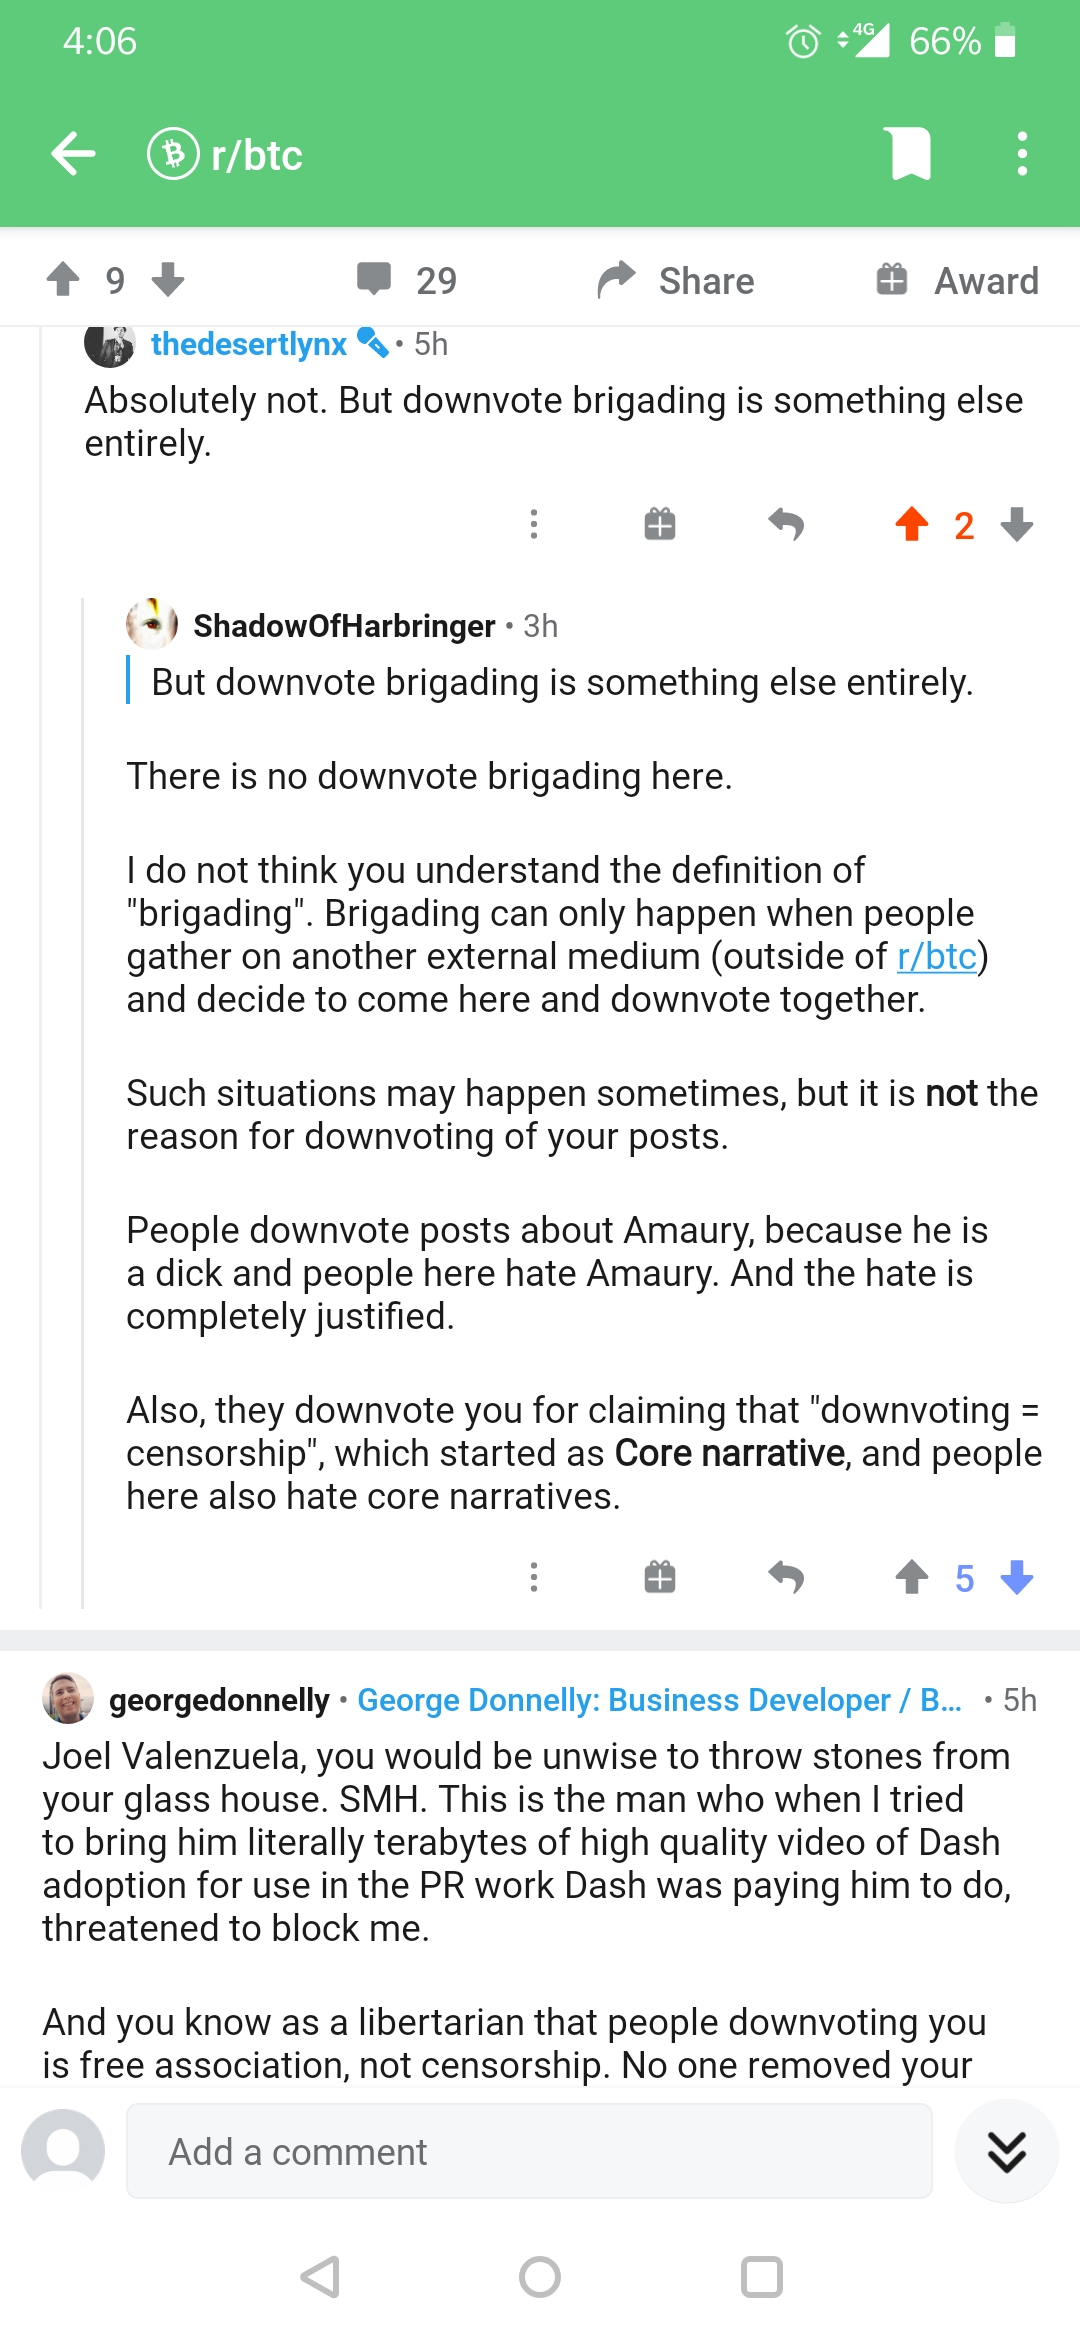 4:06
4G
66%
r/btc
9
29
Share
Award
thedesertlynx • 5h
Absolutely not. But downvote brigading is something else
entirely.
2
ShadowOfHarbringer • 3h
But downvote brigading is something else entirely.
There is no downvote brigading here.
I do not think you understand the definition of
"brigading". Brigading can only happen when people
gather on another external medium (outside of r/btc)
and decide to come here and downvote together.
Such situations may happen sometimes, but it is not the
reason for downvoting of your posts.
People downvote posts about Amaury, because he is
a dick and people here hate Amaury. And the hate is
completely justified.
Also, they downvote you for claiming that "downvoting =
censorship", which started as Core narrative, and people
here also hate core narratives.
5
georgedonnelly • George Donnelly: Business Developer / B... • 5h
Joel Valenzuela, you would be unwise to throw stones from
your glass house. SMH. This is the man who when I tried
to bring him literally terabytes of high quality video of Dash
adoption for use in the PR work Dash was paying him to do,
threatened to block me.
And you know as a libertarian that people downvoting you
is free association, not censorship. No one removed your
Add a comment